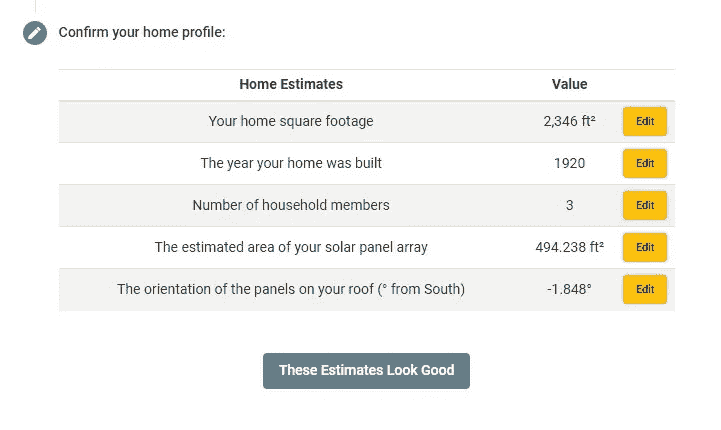 Confirm your home profile:
Home Estimates Value
Your home square footage 2,346 ft² Edit
The year your home was built 1920 Edit
Number of household members 3 Edit
The estimated area of your solar panel array 494.238 ft² Edit
The orientation of the panels on your roof (° from South) -1.848° Edit
These Estimates Look Good